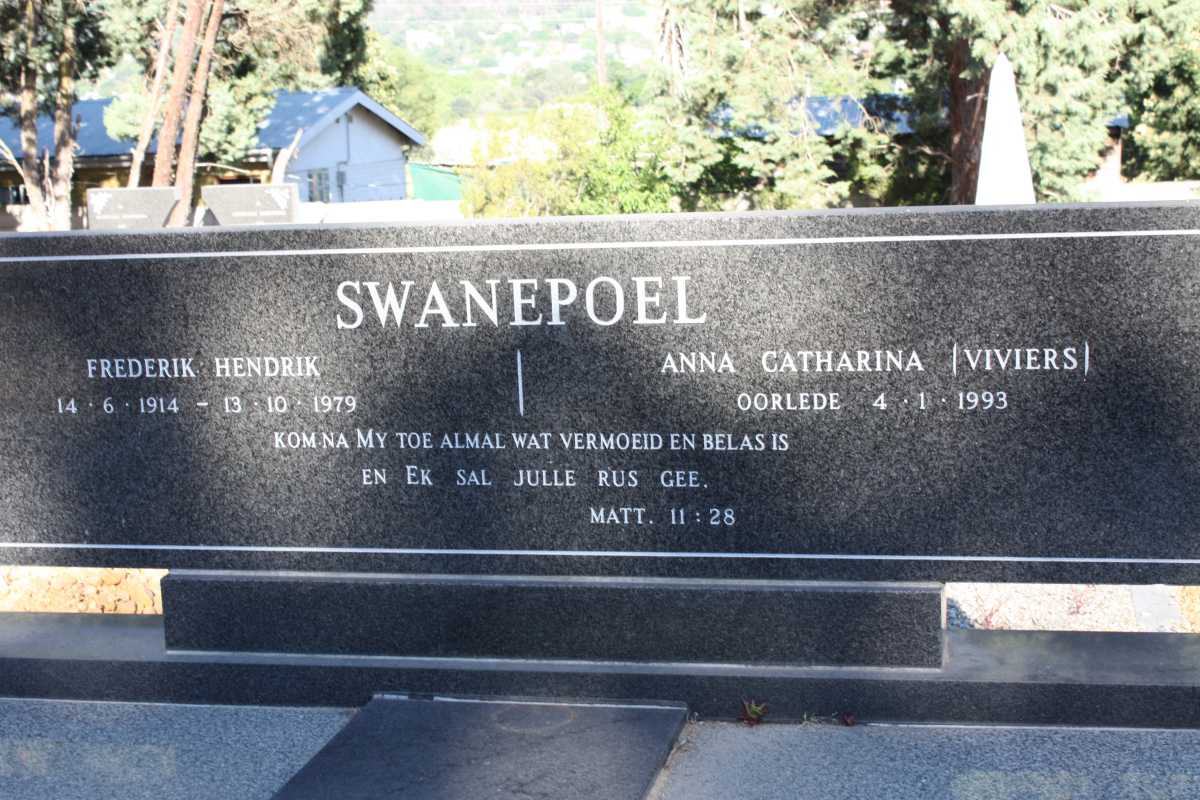 SWANEPOEL
FREDERIK HENDRIK
14 · 6 · 1914 – 13 · 10 · 1979
ANNA CATHARINA (VIVIERS)
OORLEDE 4 · 1 · 1993
KOM NA MY TOE ALMAL WAT VERMOEID EN BELAS IS
EN EK SAL JULLE RUS GEE.
MATT. 11 : 28